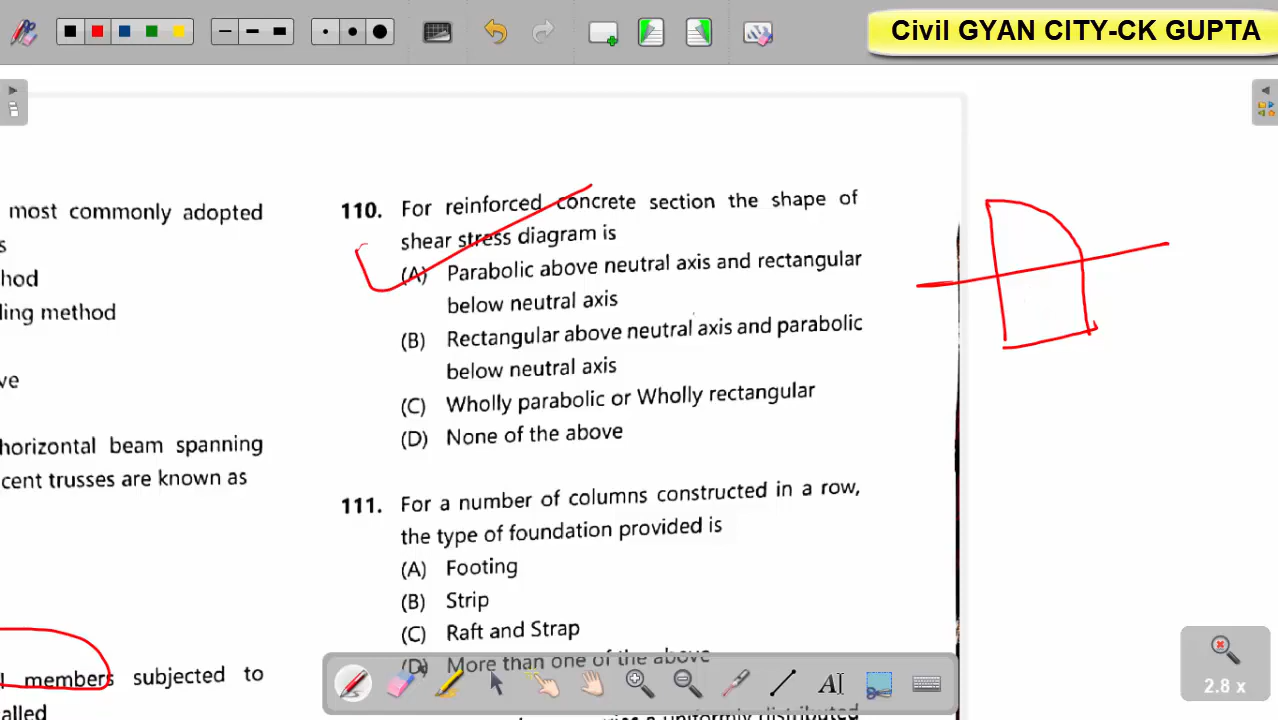 Civil GYAN CITY-CK GUPTA
most commonly adopted
s
hod
ling method
ve
horizontal beam spanning
cent trusses are known as
l members subjected to
alled
110. For reinforced concrete section the shape of
shear stress diagram is
(A) Parabolic above neutral axis and rectangular
below neutral axis
(B) Rectangular above neutral axis and parabolic
below neutral axis
(C) Wholly parabolic or Wholly rectangular
(D) None of the above
111. For a number of columns constructed in a row,
the type of foundation provided is
(A) Footing
(B) Strip
(C) Raft and Strap
(D) More than one of the above
a uniformly distributed
2.8 x